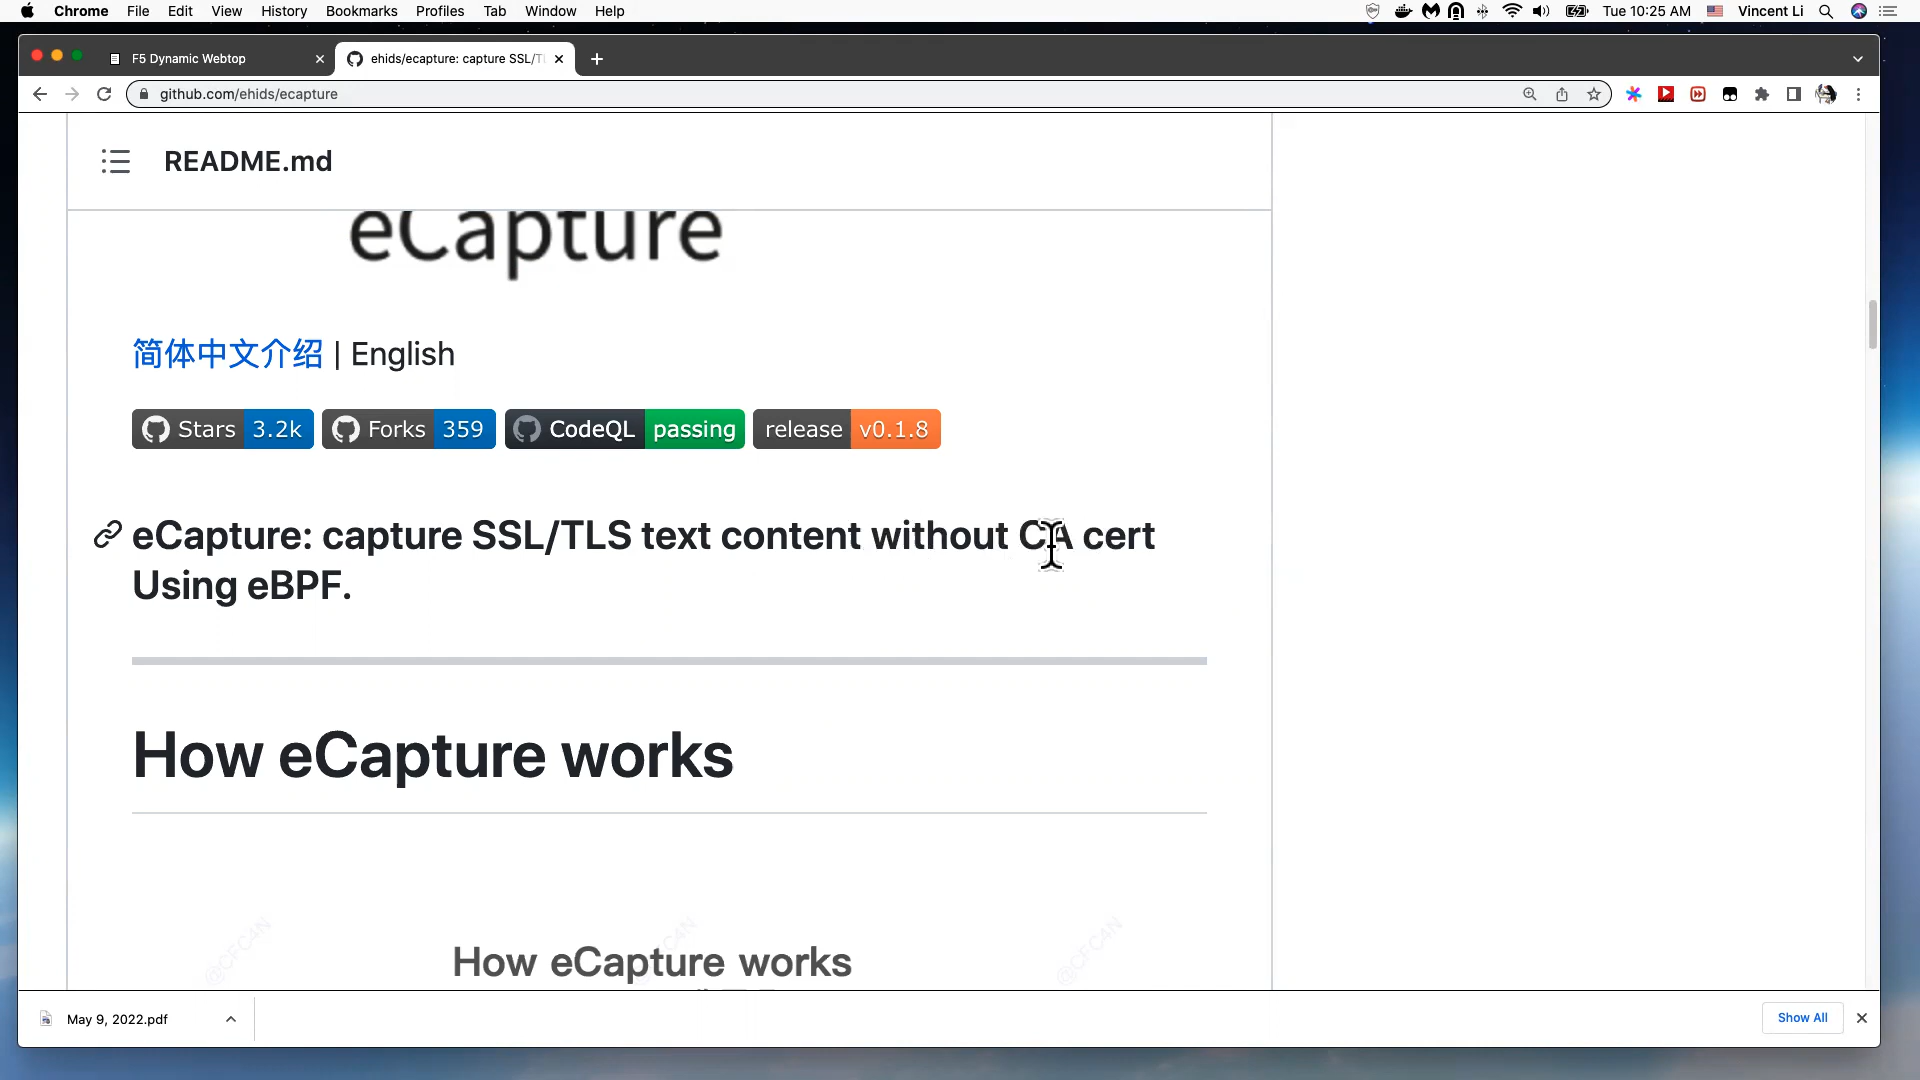 Chrome File Edit View History Bookmarks Profiles Tab Window Help Tue 10:25 AM Vincent Li
F5 Dynamic Webtop ehids/ecapture: capture SSL/T
github.com/ehids/ecapture
README.md
eCapture
简体中文介绍 | English
Stars 3.2k Forks 359 CodeQL passing release v0.1.8
eCapture: capture SSL/TLS text content without CA cert
Using eBPF.
How eCapture works
@CFC4N @CFC4N @CFC4N
How eCapture works
May 9, 2022.pdf Show All